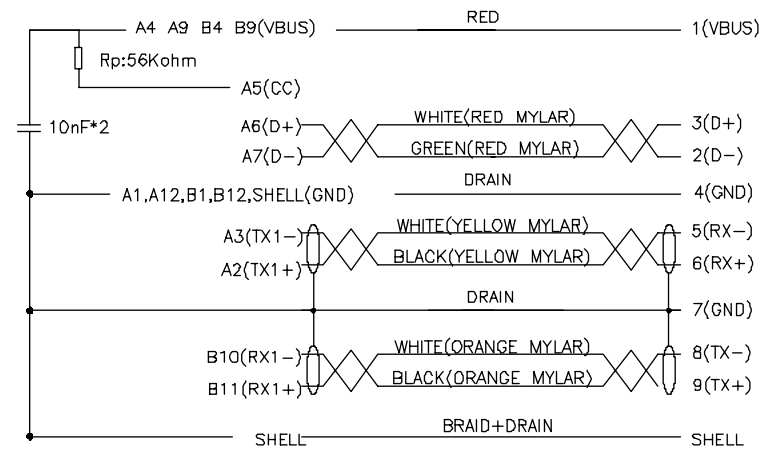 A4 A9 B4 B9(VBUS) RED 1(VBUS)
Rp:56Kohm
A5(CC)
10nF*2
A6(D+) WHITE(RED MYLAR) 3(D+)
A7(D-) GREEN(RED MYLAR) 2(D-)
A1,A12,B1,B12,SHELL(GND) DRAIN 4(GND)
A3(TX1-) WHITE(YELLOW MYLAR) 5(RX-)
A2(TX1+) BLACK(YELLOW MYLAR) 6(RX+)
DRAIN 7(GND)
B10(RX1-) WHITE(ORANGE MYLAR) 8(TX-)
B11(RX1+) BLACK(ORANGE MYLAR) 9(TX+)
SHELL BRAID+DRAIN SHELL